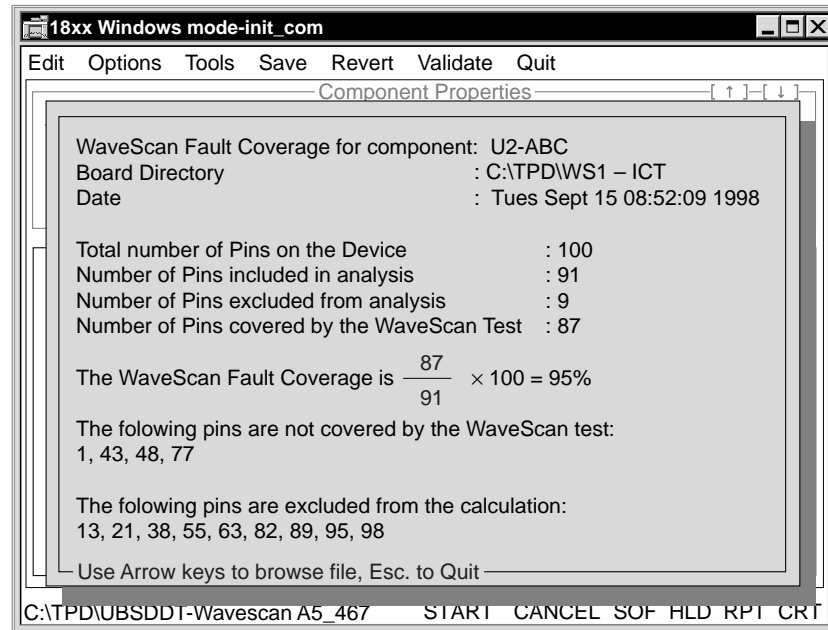 18xx Windows mode-init_com
Edit Options Tools Save Revert Validate Quit
Component Properties [ ↑ ] [ ↓ ]
WaveScan Fault Coverage for component: U2-ABC
Board Directory : C:\TPD\WS1 – ICT
Date : Tues Sept 15 08:52:09 1998
Total number of Pins on the Device : 100
Number of Pins included in analysis : 91
Number of Pins excluded from analysis : 9
Number of Pins covered by the WaveScan Test : 87
The WaveScan Fault Coverage is 87/91 × 100 = 95%
The folowing pins are not covered by the WaveScan test:
1, 43, 48, 77
The folowing pins are excluded from the calculation:
13, 21, 38, 55, 63, 82, 89, 95, 98
Use Arrow keys to browse file, Esc. to Quit
C:\TPD\UBSDDT-Wavescan A5_467 START CANCEL SOF HLD RPT CRT